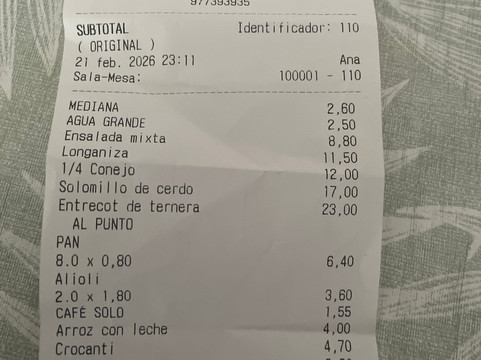 977393935
SUBTOTAL Identificador: 110
( ORIGINAL )
21 feb. 2026 23:11 Ana
Sala-Mesa: 100001 - 110
MEDIANA 2,60
AGUA GRANDE 2,50
Ensalada mixta 8,80
Longaniza 11,50
1/4 Conejo 12,00
Solomillo de cerdo 17,00
Entrecot de ternera 23,00
AL PUNTO
PAN
8.0 x 0,80 6,40
Alioli
2.0 x 1,80 3,60
CAFÉ SOLO 1,55
Arroz con leche 4,00
Crocanti 4,70